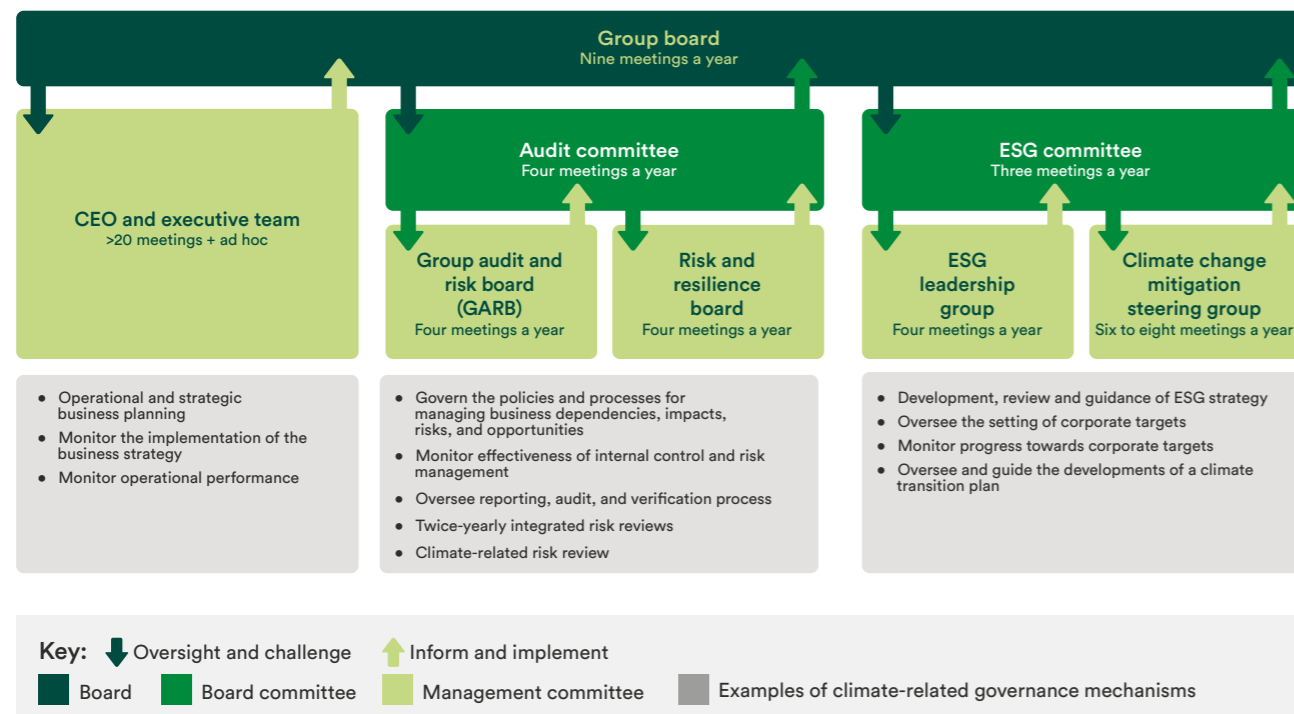 Group board
Nine meetings a year
CEO and executive team
>20 meetings + ad hoc
Audit committee
Four meetings a year
Group audit and
risk board
(GARB)
Four meetings a year
Risk and
resilience
board
Four meetings a year
ESG committee
Three meetings a year
ESG
leadership
group
Four meetings a year
Climate change
mitigation
steering group
Six to eight meetings a year
● Operational and strategic
business planning
● Monitor the implementation of the
business strategy
● Monitor operational performance
● Govern the policies and processes for
managing business dependencies, impacts,
risks, and opportunities
● Monitor effectiveness of internal control and risk
management
● Oversee reporting, audit, and verification process
● Twice-yearly integrated risk reviews
● Climate-related risk review
● Development, review and guidance of ESG strategy
● Oversee the setting of corporate targets
● Monitor progress towards corporate targets
● Oversee and guide the developments of a climate
transition plan
Key: Oversight and challenge Inform and implement
Board Board committee Management committee Examples of climate-related governance mechanisms